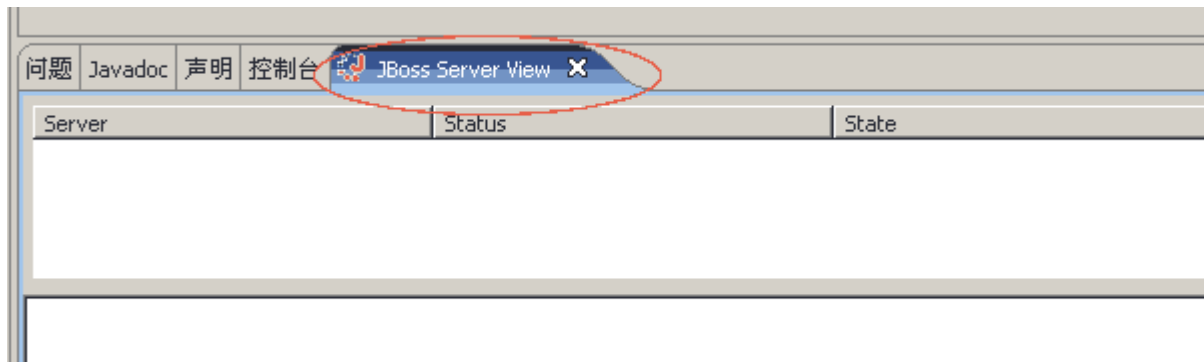 问题 Javadoc 声明 控制台 JBoss Server View
Server Status State